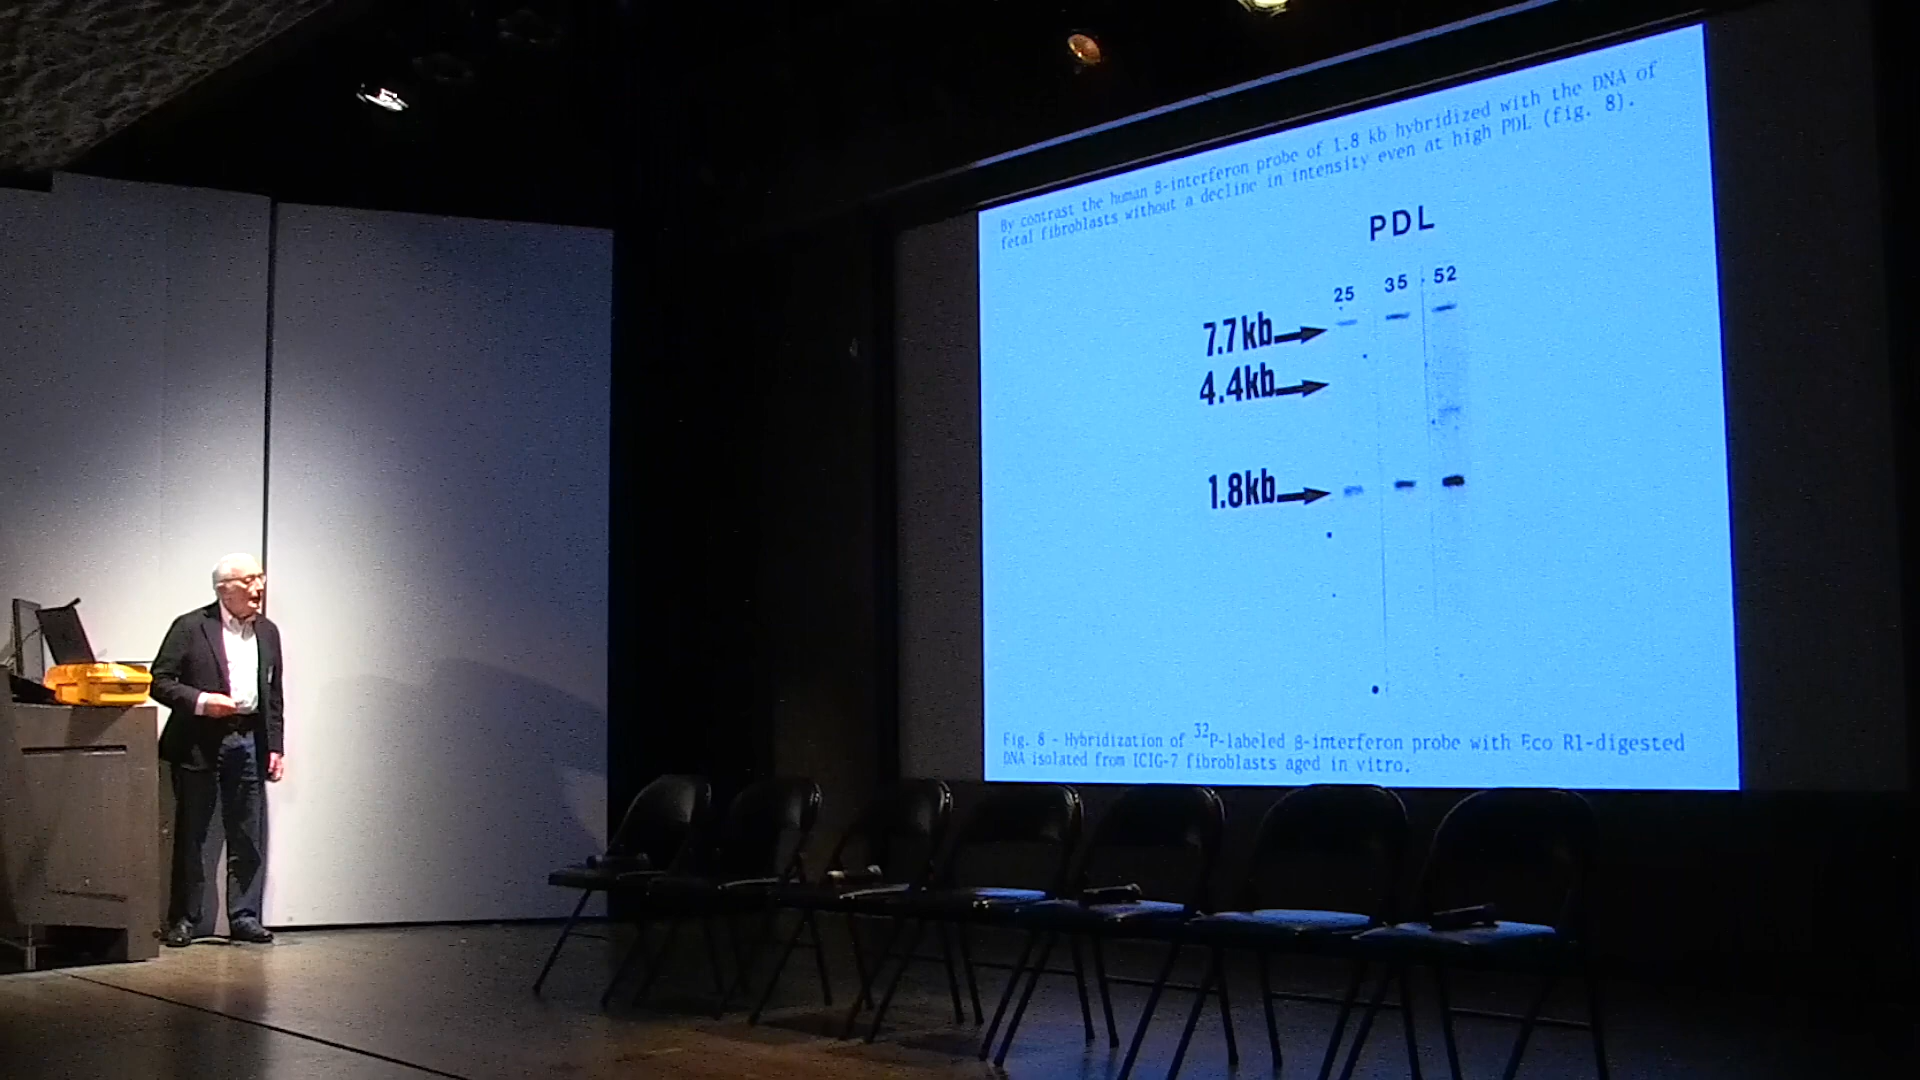 By contrast the human B-interferon probe of 1.8 kb hybridized with the DNA of
fetal fibroblasts without a decline in intensity even at high PDL (fig. 8).
PDL
25 35 52
7.7kb
4.4kb
1.8kb
Fig. 8 - Hybridization of ³²P-labeled β-interferon probe with Eco R1-digested
DNA isolated from ICIG-7 fibroblasts aged in vitro.